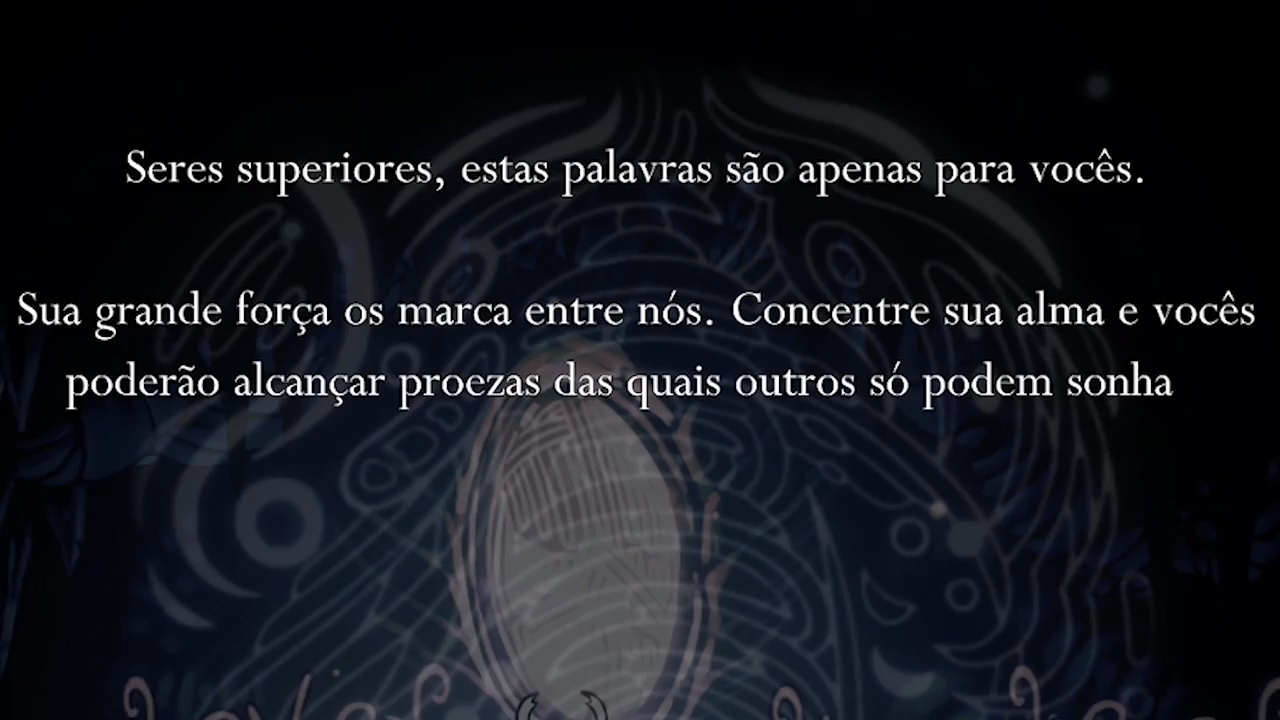 Seres superiores, estas palavras são apenas para vocês.
Sua grande força os marca entre nós. Concentre sua alma e vocês
poderão alcançar proezas das quais outros só podem sonha